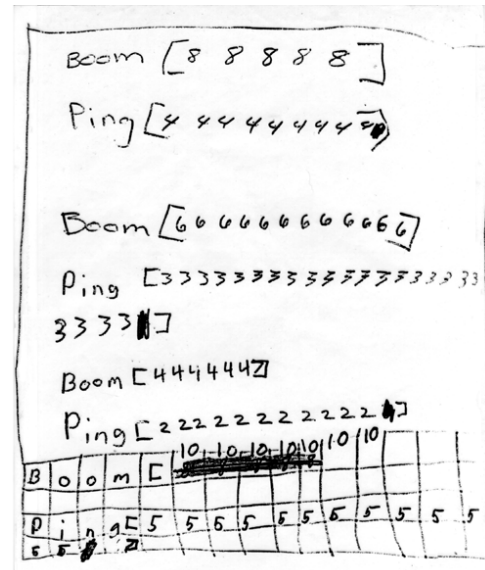 Boom [8 8 8 8 8]
Ping [4 4 4 4 4 4 4 4 4]
Boom [6 6 6 6 6 6 6 6 6 6 6 6]
Ping [3 3 3 3 3 3 3 3 3 3 3 3 3 3 3 3 3 3 3 3
3 3 3 3]
Boom [4 4 4 4 4 4]
Ping [2 2 2 2 2 2 2 2 2 2 2 2]
Boom [10 10 10 10 10 10 10
Ping [5 5 5 5 5 5 5 5 5 5 5
5 5 ]